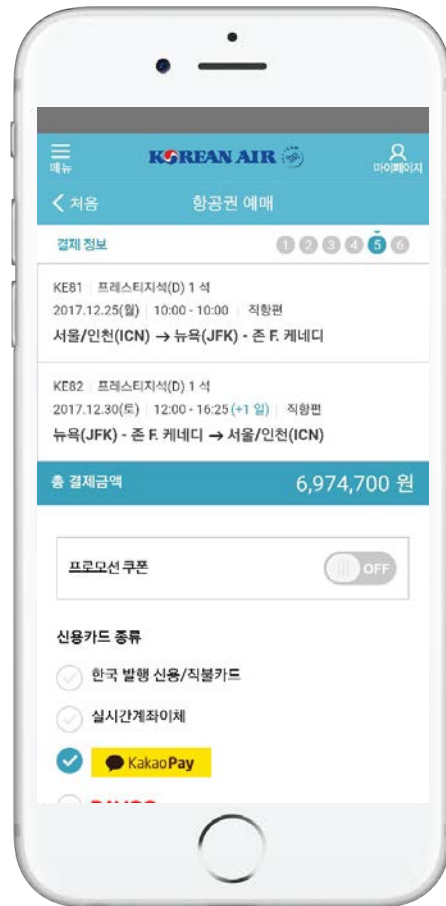 메뉴
KOREAN AIR
마이페이지
처음
항공권 예매
결제 정보
1 2 3 4 5 6
KE81 | 프레스티지석(D) 1 석
2017.12.25(월) | 10:00 - 10:00 | 직항편
서울/인천(ICN) → 뉴욕(JFK) - 존 F. 케네디
KE82 | 프레스티지석(D) 1 석
2017.12.30(토) | 12:00 - 16:25 (+1 일) | 직항편
뉴욕(JFK) - 존 F. 케네디 → 서울/인천(ICN)
총 결제금액
6,974,700 원
프로모션 쿠폰
OFF
신용카드 종류
한국 발행 신용/직불카드
실시간계좌이체
KakaoPay